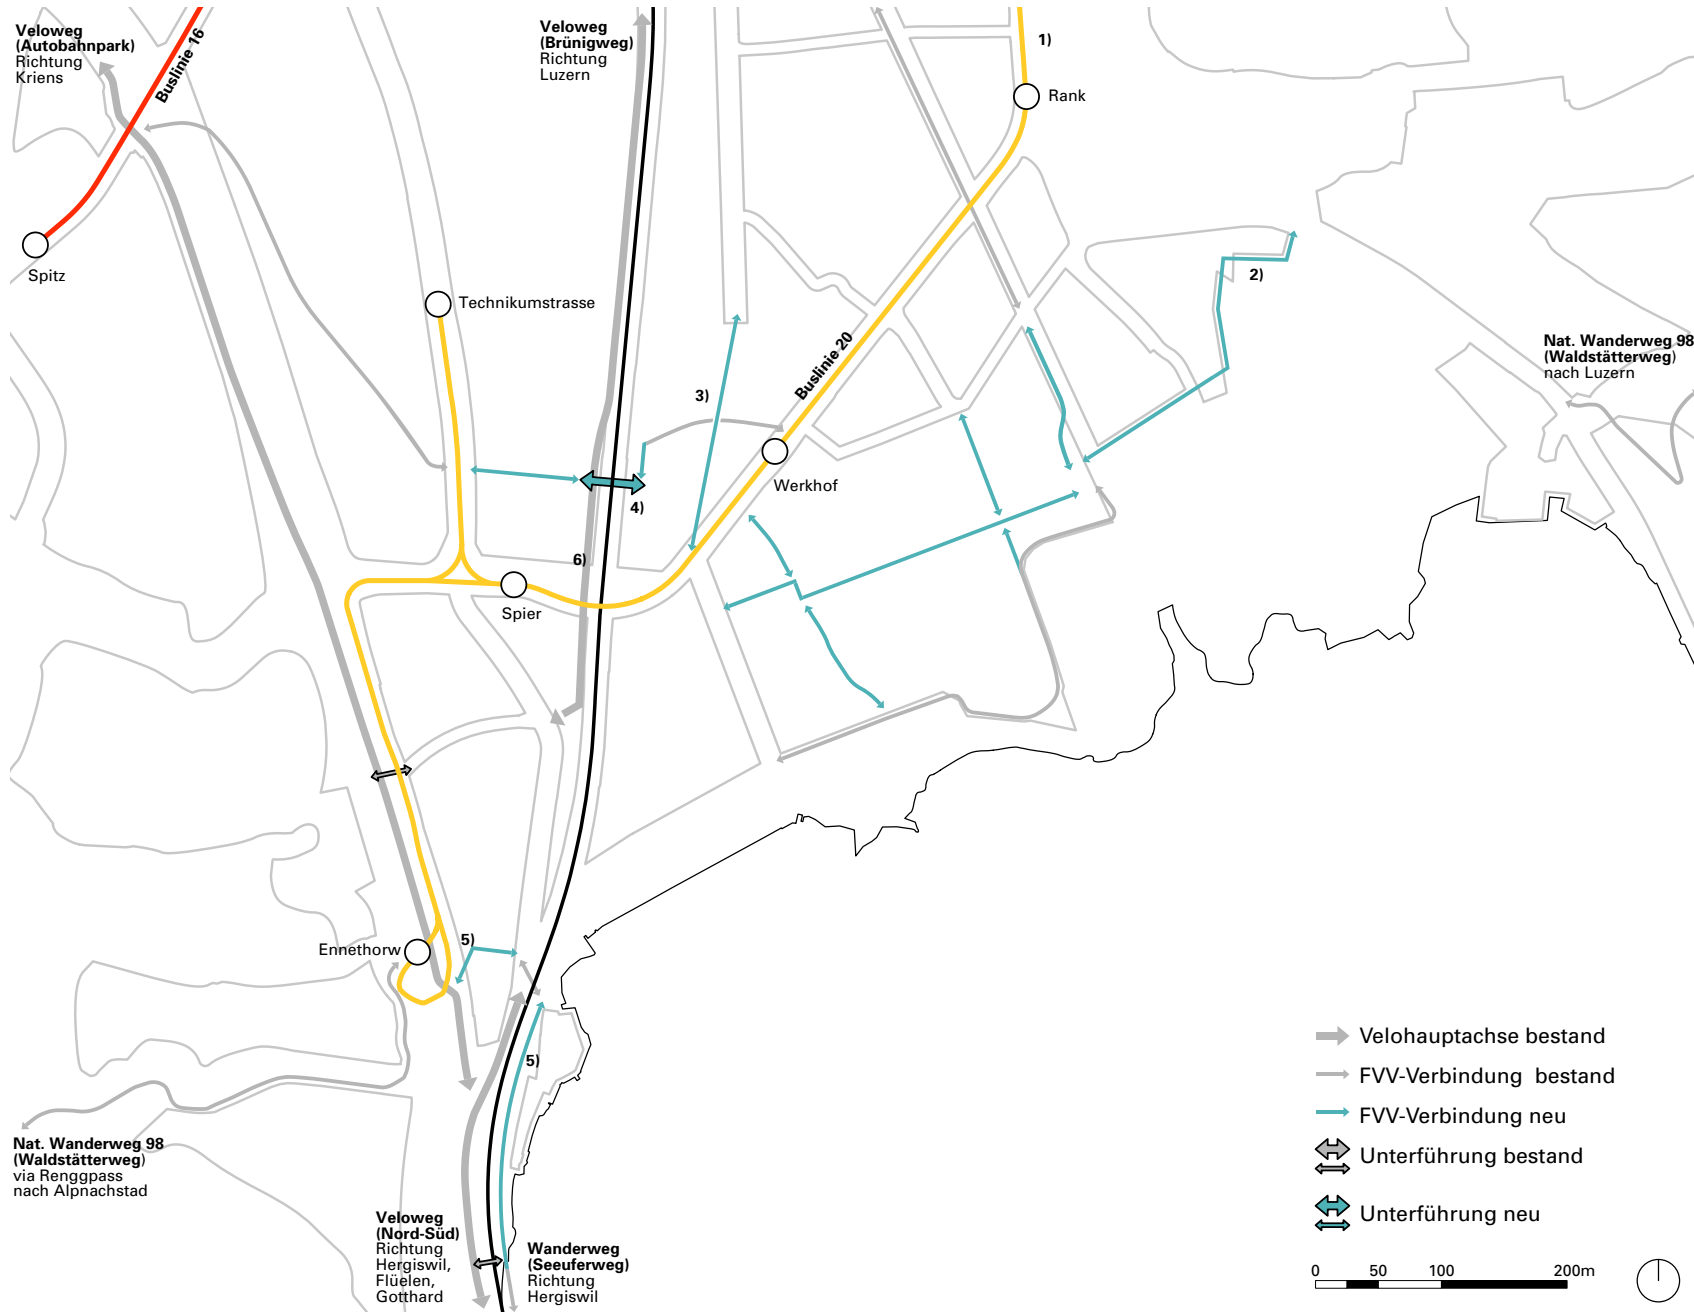 Veloweg
(Autobahnpark)
Richtung
Kriens
Buslinie 16
Veloweg
(Brünigweg)
Richtung
Luzern
1)
Rank
Spitz
Technikumstrasse
2)
Nat. Wanderweg 98
(Waldstätterweg)
nach Luzern
Buslinie 20
3)
Werkhof
4)
6)
Spier
Ennethorw
5)
5)
Nat. Wanderweg 98
(Waldstätterweg)
via Renggpass
nach Alpnachstad
Veloweg
(Nord-Süd)
Richtung
Hergiswil,
Flüelen,
Gotthard
Wanderweg
(Seeuferweg)
Richtung
Hergiswil
Velohauptachse bestand
FVV-Verbindung bestand
FVV-Verbindung neu
Unterführung bestand
Unterführung neu
0 50 100 200m